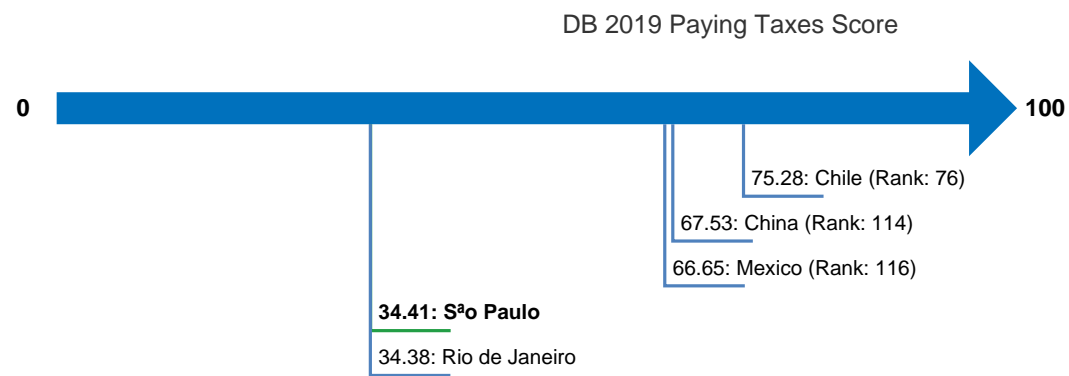 DB 2019 Paying Taxes Score
0
100
75.28: Chile (Rank: 76)
67.53: China (Rank: 114)
66.65: Mexico (Rank: 116)
34.41: Sªo Paulo
34.38: Rio de Janeiro